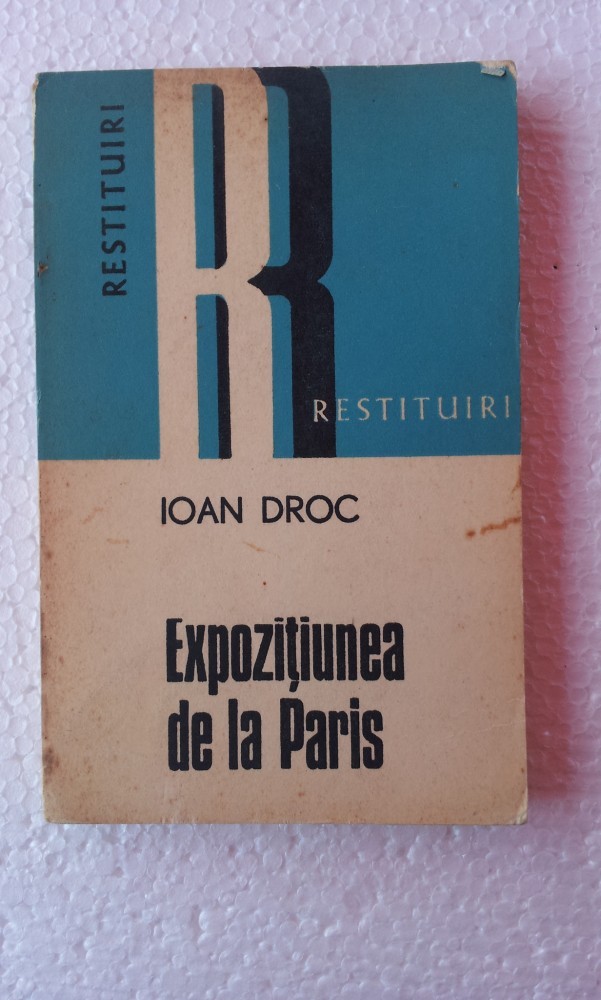 RESTITUIRI
R
RESTITUIRI
IOAN DROC
Expozițiunea
de la Paris